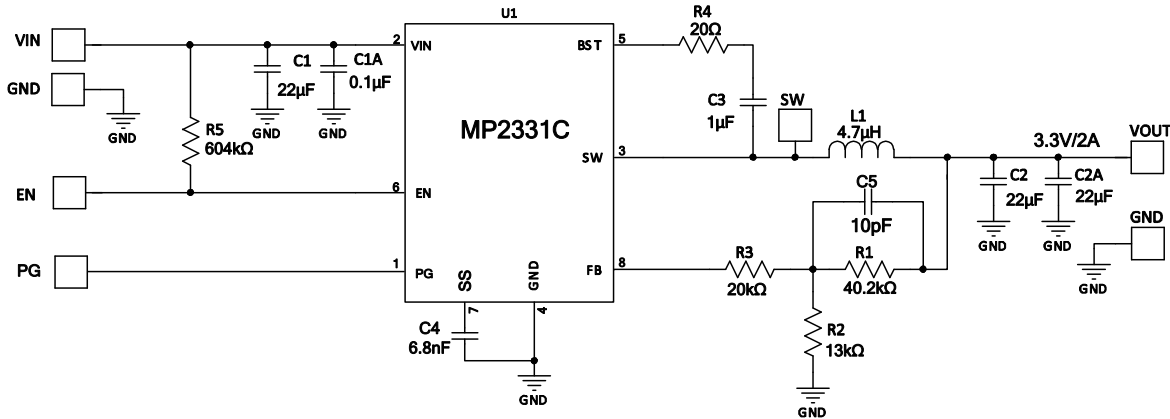 U1
R4
20Ω
VIN
2
VIN
BST
5
C1
22µF
C1A
0.1µF
GND
GND
GND
GND
R5
604kΩ
MP2331C
C3
1µF
SW
L1
4.7µH
SW
3
3.3V/2A
VOUT
EN
6
EN
C5
10pF
C2
22µF
C2A
22µF
GND
GND
GND
GND
PG
1
PG
SS
GND
FB
8
R3
20kΩ
R1
40.2kΩ
7
4
C4
6.8nF
R2
13kΩ
GND
GND